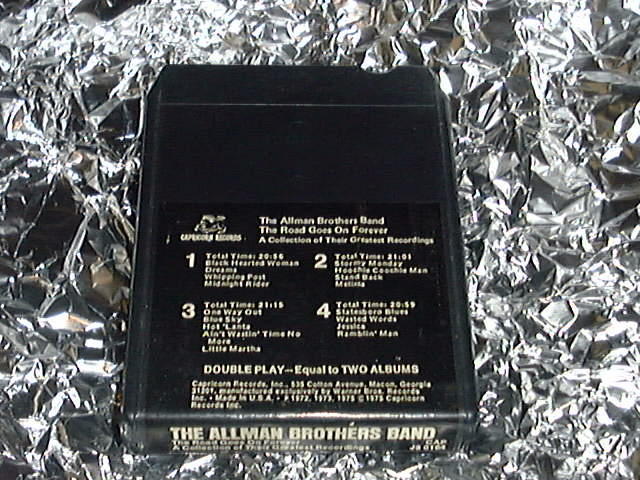 CAPRICORN RECORDS
The Allman Brothers Band
The Road Goes On Forever
A Collection of Their Greatest Recordings
1 Total Time: 20:56
Black Hearted Woman
Dreams
Whipping Post
Midnight Rider
2 Total Time: 21:01
Stormy Monday
Hoochie Coochie Man
Stand Back
Melissa
3 Total Time: 21:15
One Way Out
Blue Sky
Hot 'Lanta
Ain't Wastin' Time No
More
Little Martha
4 Total Time: 20:59
Statesboro Blues
Wasted Words
Jessica
Ramblin' Man
DOUBLE PLAY—Equal to TWO ALBUMS
Capricorn Records, Inc., 535 Cotton Avenue, Macon, Georgia
31201, manufactured exclusively by Warner Bros. Records
Inc. • Made in U.S.A. • 1972, 1973, 1975 © 1975 Capricorn
Records Inc.
THE ALLMAN BROTHERS BAND
The Road Goes On Forever CAP
A Collection of Their Greatest Recordings J8 0164